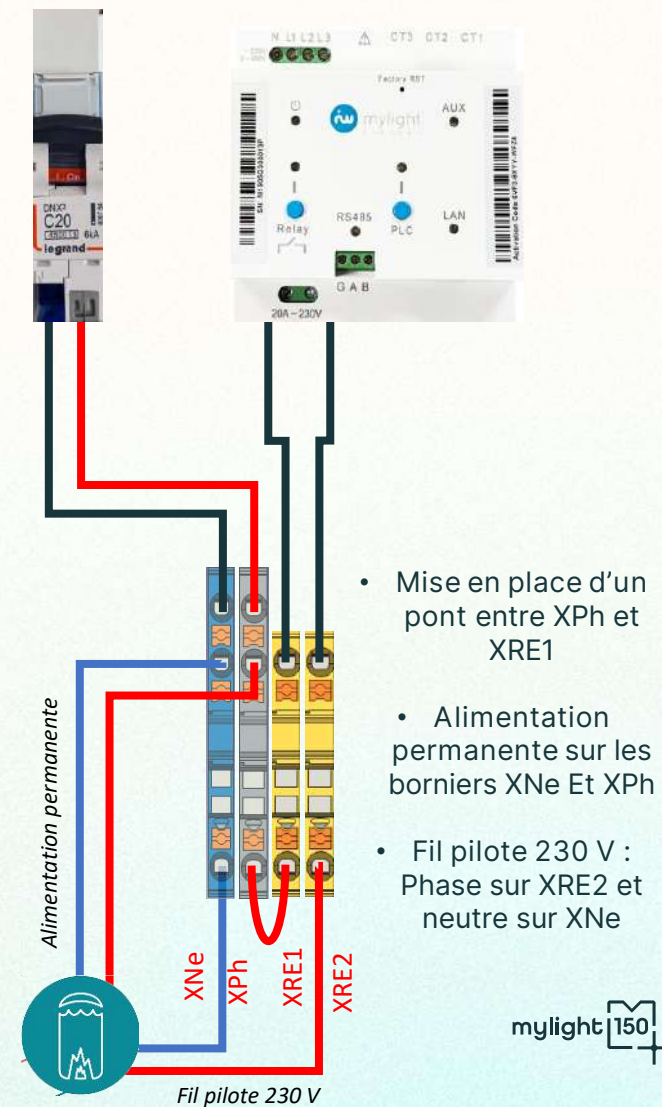 N L1 L2 L3
CT3 CT2 CT1
Factory RST
mylight
AUX
I.On
DNX³
C20
6kA
legrand
Relay
RS485
PLC
LAN
G A B
20A~230V
• Mise en place d'un
pont entre XPh et
XRE1
• Alimentation
permanente sur les
borniers XNe Et XPh
• Fil pilote 230 V :
Phase sur XRE2 et
neutre sur XNe
Alimentation permanente
XNe
XPh
XRE1
XRE2
Fil pilote 230 V
mylight 150